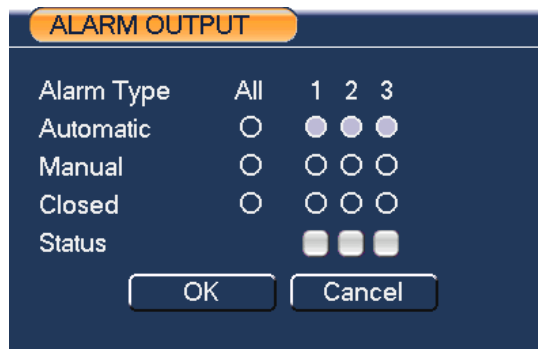 ALARM OUTPUT
Alarm Type All 1 2 3
Automatic
Manual
Closed
Status
OK Cancel